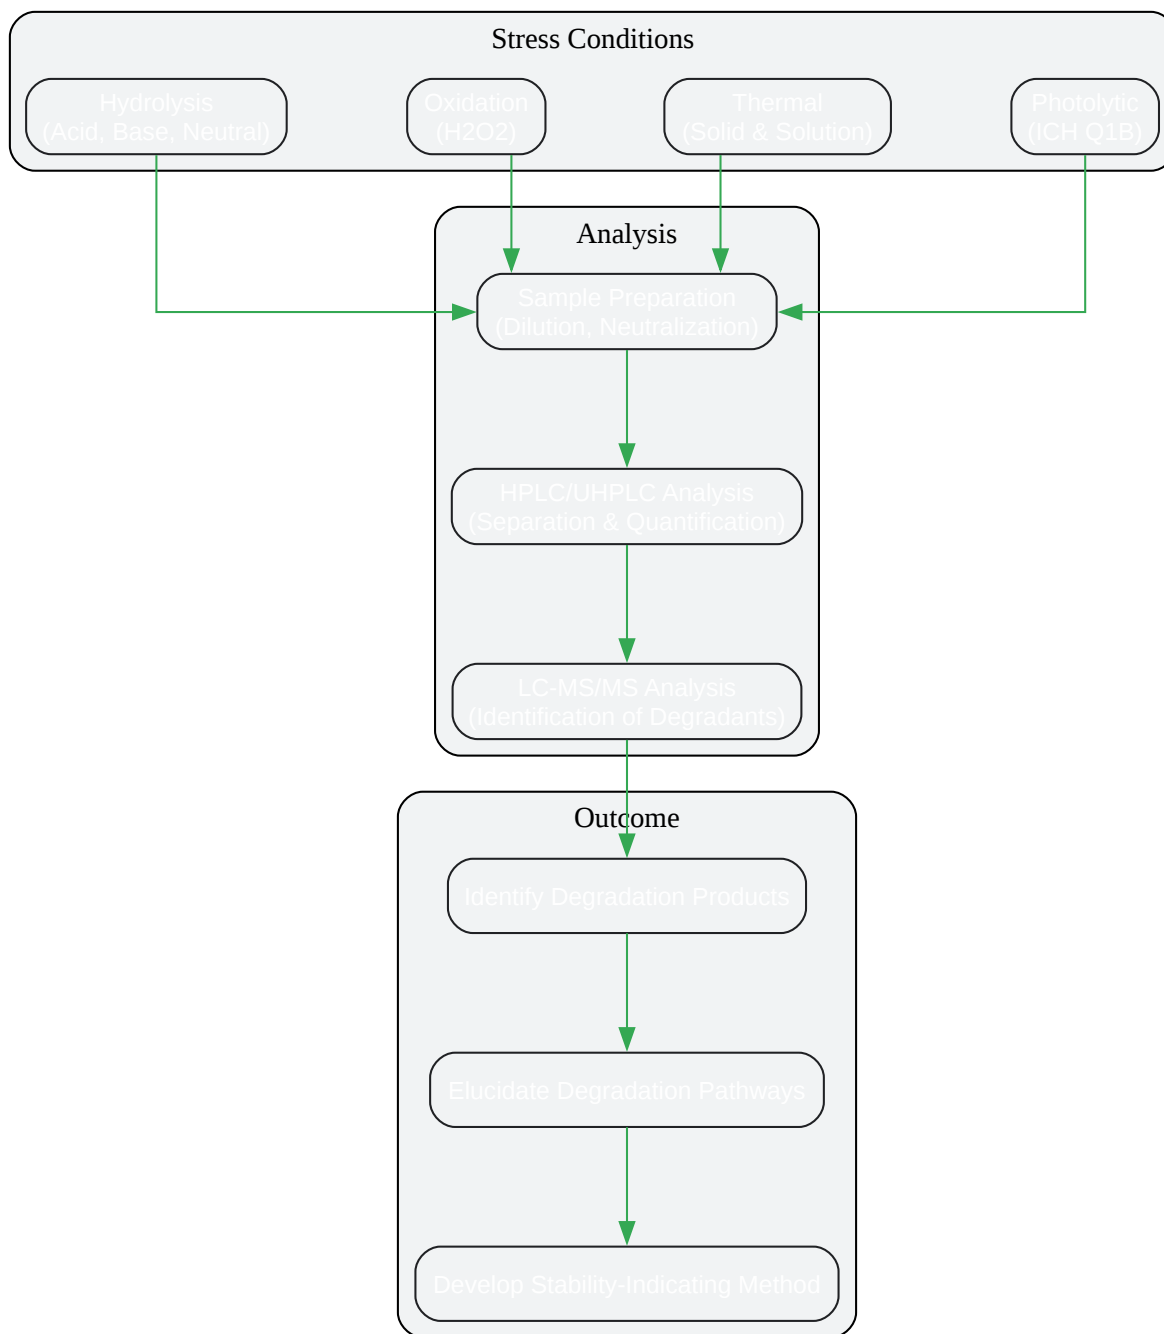 Stress Conditions
Hydrolysis
(Acid, Base, Neutral)
Oxidation
(H2O2)
Thermal
(Solid & Solution)
Photolytic
(ICH Q1B)
Analysis
Sample Preparation
(Dilution, Neutralization)
HPLC/UHPLC Analysis
(Separation & Quantification)
LC-MS/MS Analysis
(Identification of Degradants)
Outcome
Identify Degradation Products
Elucidate Degradation Pathways
Develop Stability-Indicating Method